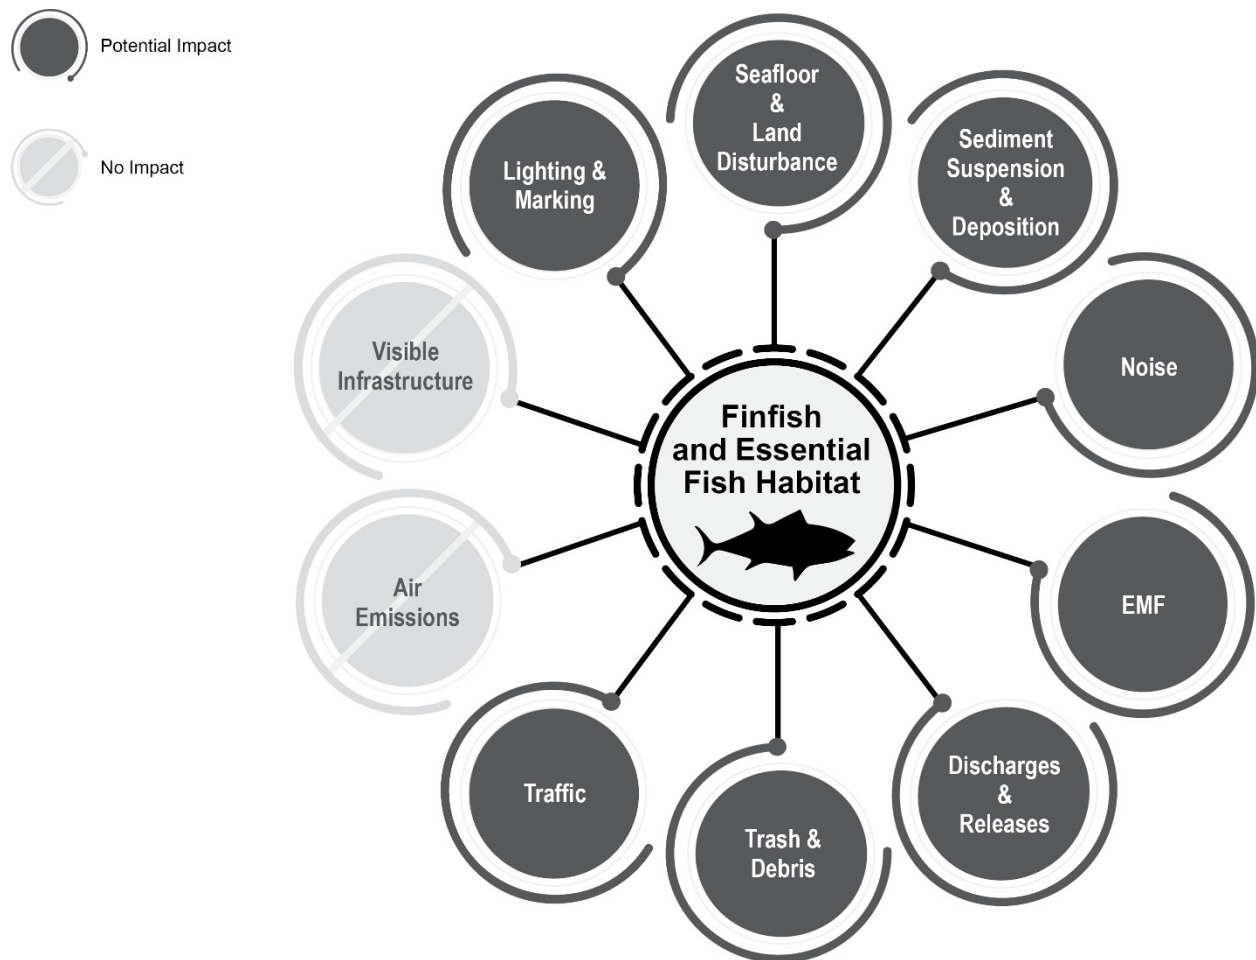 Potential Impact
No Impact
Seafloor
&
Land
Disturbance
Sediment
Suspension
&
Deposition
Noise
EMF
Discharges
&
Releases
Trash &
Debris
Traffic
Air
Emissions
Visible
Infrastructure
Lighting &
Marking
Finfish
and Essential
Fish Habitat